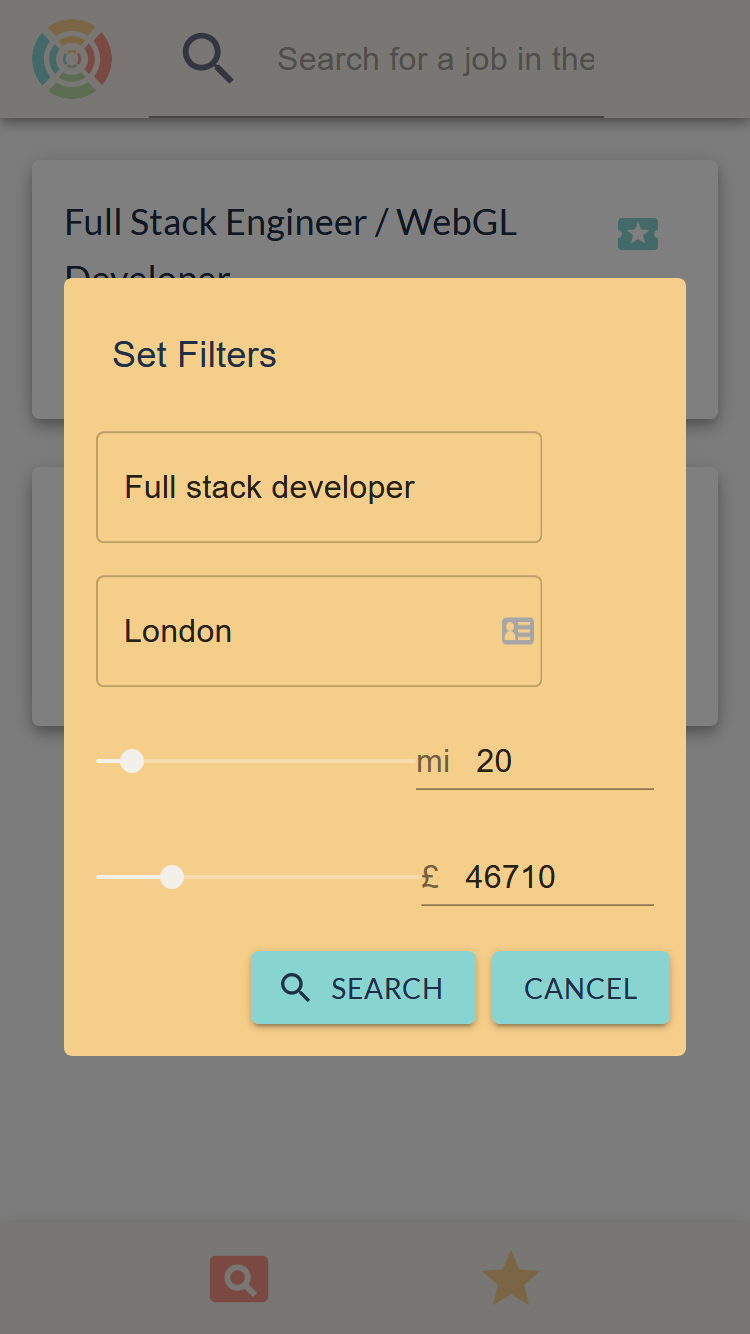 Search for a job in the
Full Stack Engineer / WebGL
Developer
Set Filters
Full stack developer
London
mi 20
£ 46710
SEARCH CANCEL